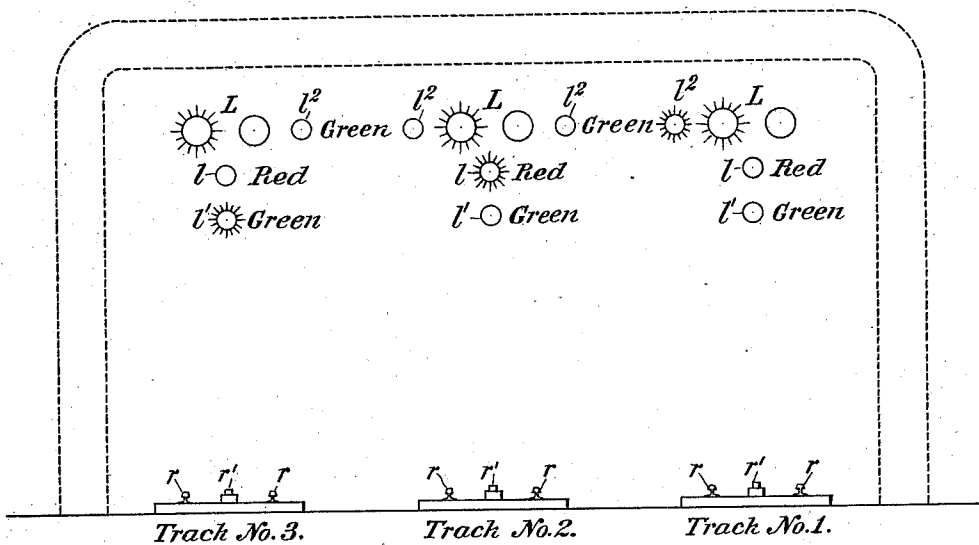 L l² l² L l² l² L
Green Green
l Red l Red l Red
l' Green l' Green l' Green
r r' r r r' r r r' r
Track No. 3. Track No. 2. Track No. 1.